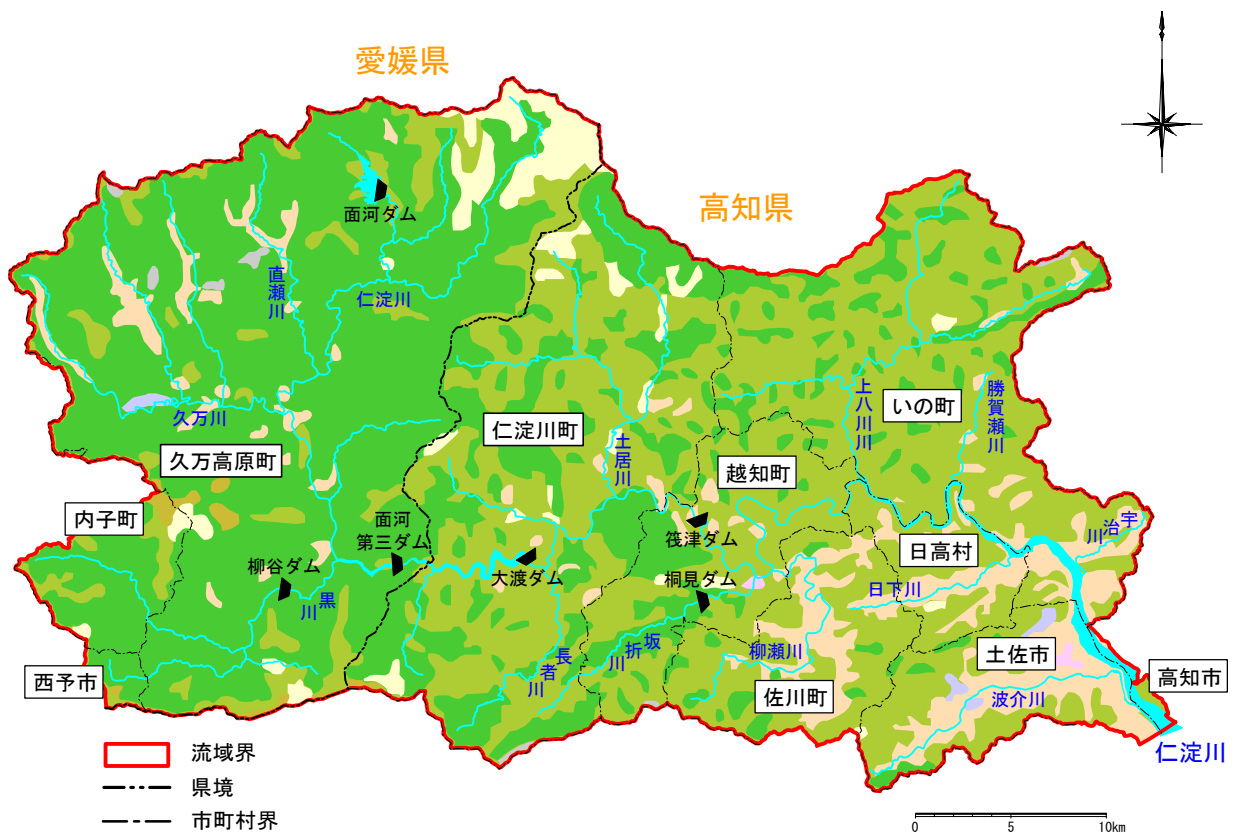 愛媛県
高知県
面河ダム
直瀬川
仁淀川
上八川川
勝賀瀬川
いの町
久万川
仁淀川町
土居川
久万高原町
越知町
内子町
面河
第三ダム
筏津ダム
宇治川
日高村
柳谷ダム
大渡ダム
桐見ダム
黒川
日下川
坂折川
柳瀬川
長者川
土佐市
西予市
佐川町
高知市
波介川
仁淀川
流域界
県境
市町村界
0 5 10km